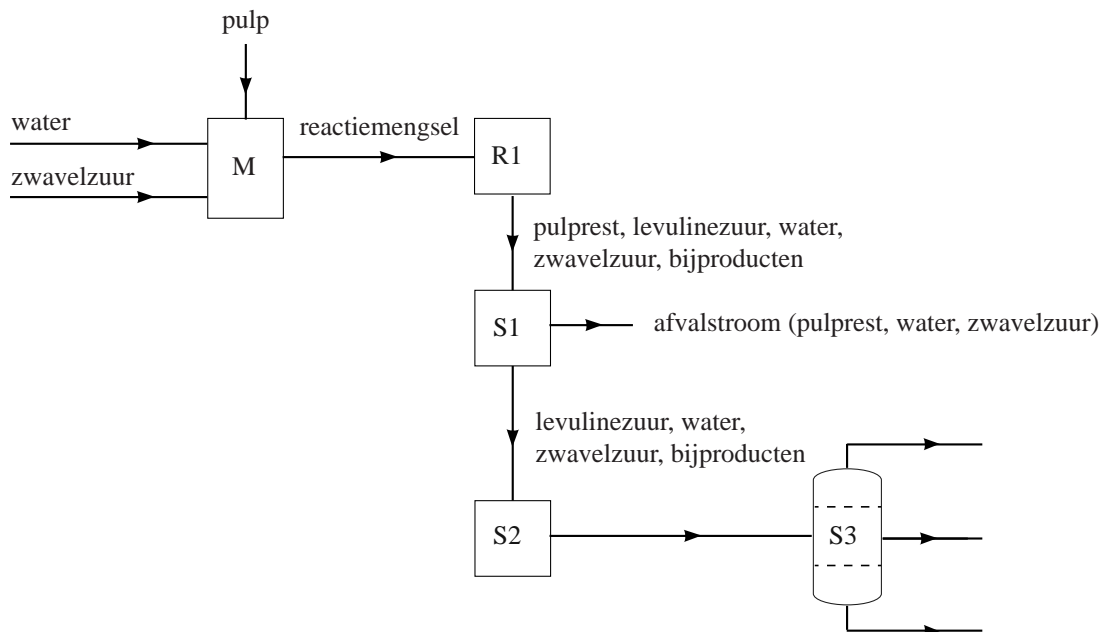 pulp
water
zwavelzuur
M
reactiemengsel
R1
pulprest, levulinezuur, water,
zwavelzuur, bijproducten
S1
afvalstroom (pulprest, water, zwavelzuur)
levulinezuur, water,
zwavelzuur, bijproducten
S2
S3